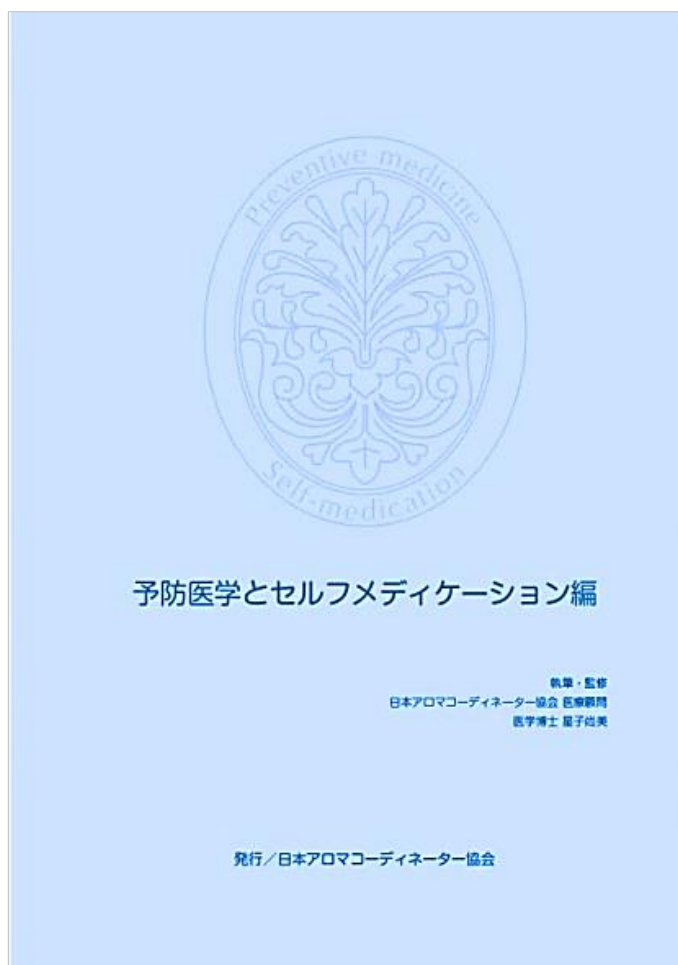 Preventive medicine
Self-medication
予防医学とセルフメディケーション編
執筆・監修
日本アロマコーディネーター協会 医療顧問
医学博士 星子尚美
発行／日本アロマコーディネーター協会